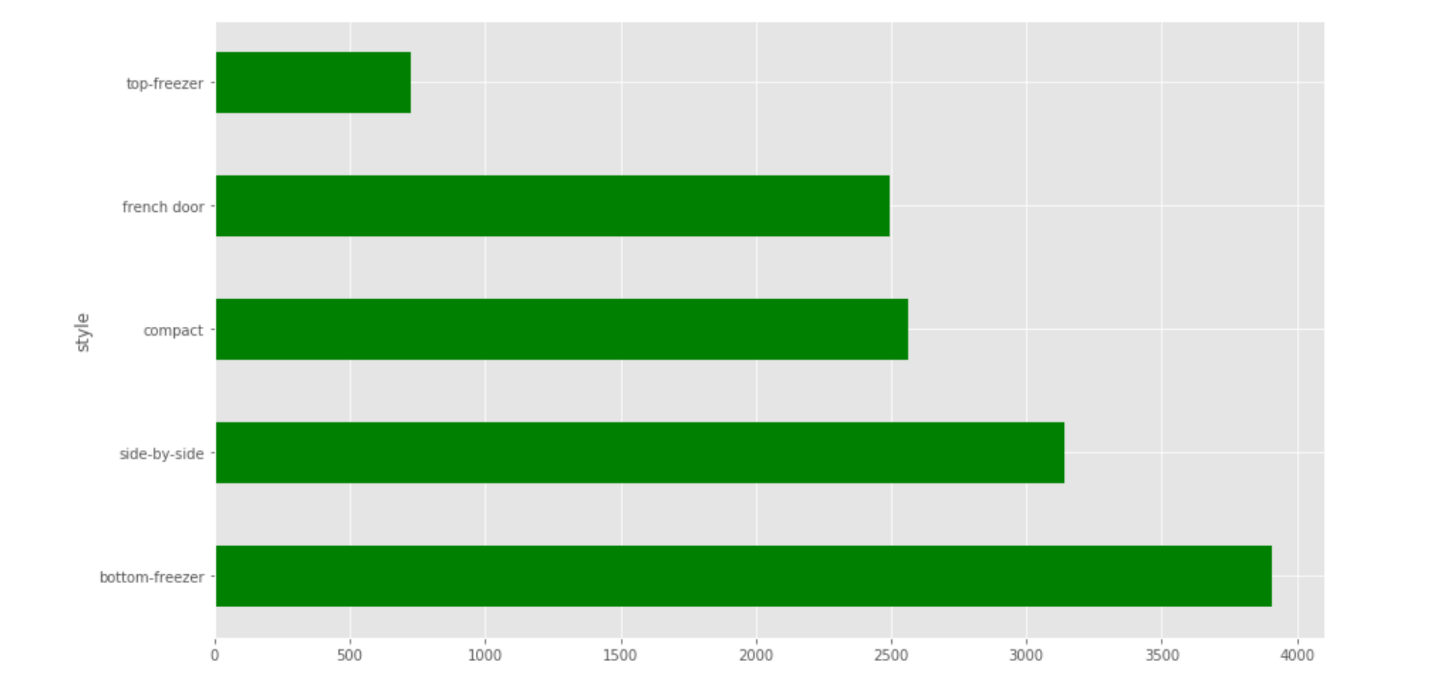 top-freezer
french door
compact
side-by-side
bottom-freezer
style
0 500 1000 1500 2000 2500 3000 3500 4000